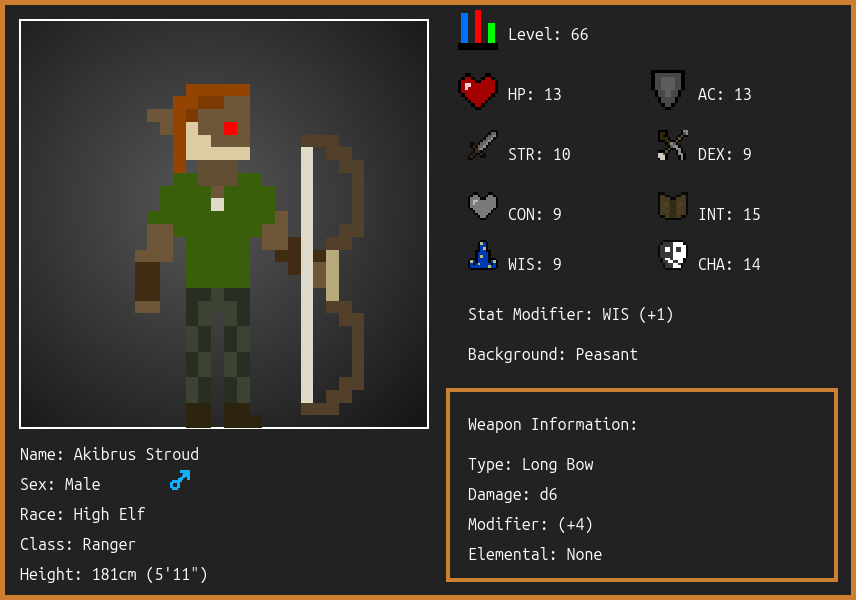 Level: 66
HP: 13
AC: 13
STR: 10
DEX: 9
CON: 9
INT: 15
WIS: 9
CHA: 14
Stat Modifier: WIS (+1)
Background: Peasant
Weapon Information:
Type: Long Bow
Damage: d6
Modifier: (+4)
Elemental: None
Name: Akibrus Stroud
Sex: Male
Race: High Elf
Class: Ranger
Height: 181cm (5'11")